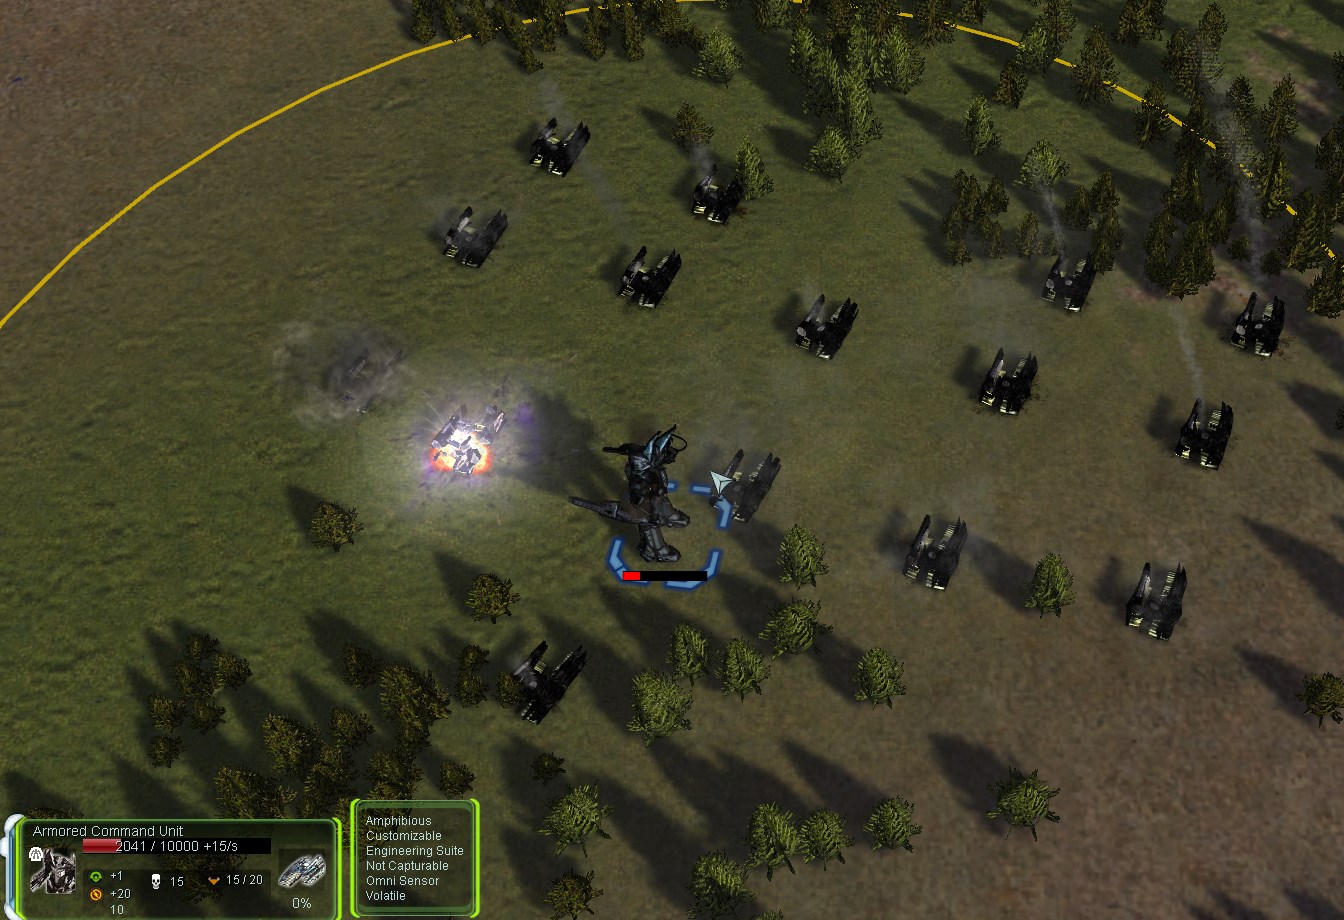 Armored Command Unit
2041 / 10000 +15/s
+1
15
15 / 20
+20
10
0%
Amphibious
Customizable
Engineering Suite
Not Capturable
Omni Sensor
Volatile